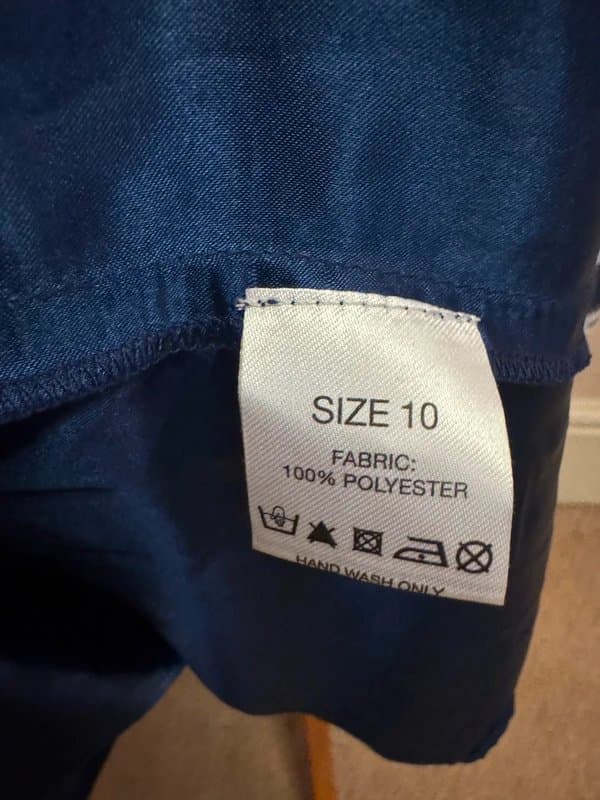 SIZE 10
FABRIC:
100% POLYESTER
HAND WASH ONLY